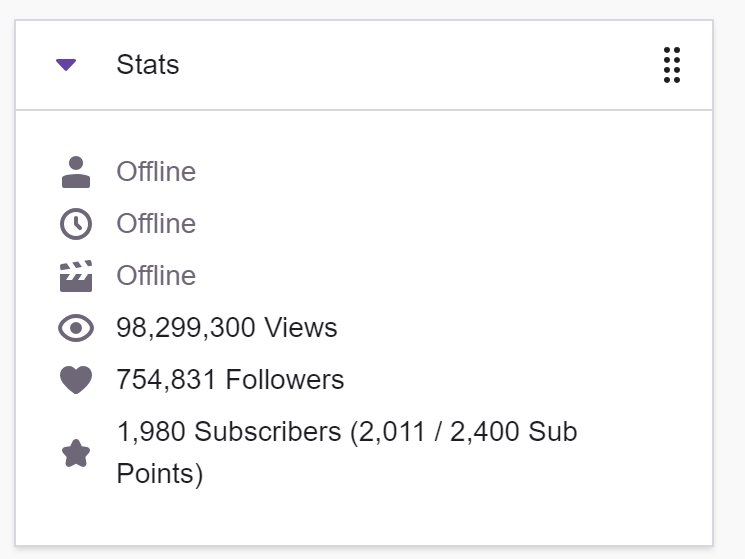 Stats
Offline
Offline
Offline
98,299,300 Views
754,831 Followers
1,980 Subscribers (2,011 / 2,400 Sub
Points)